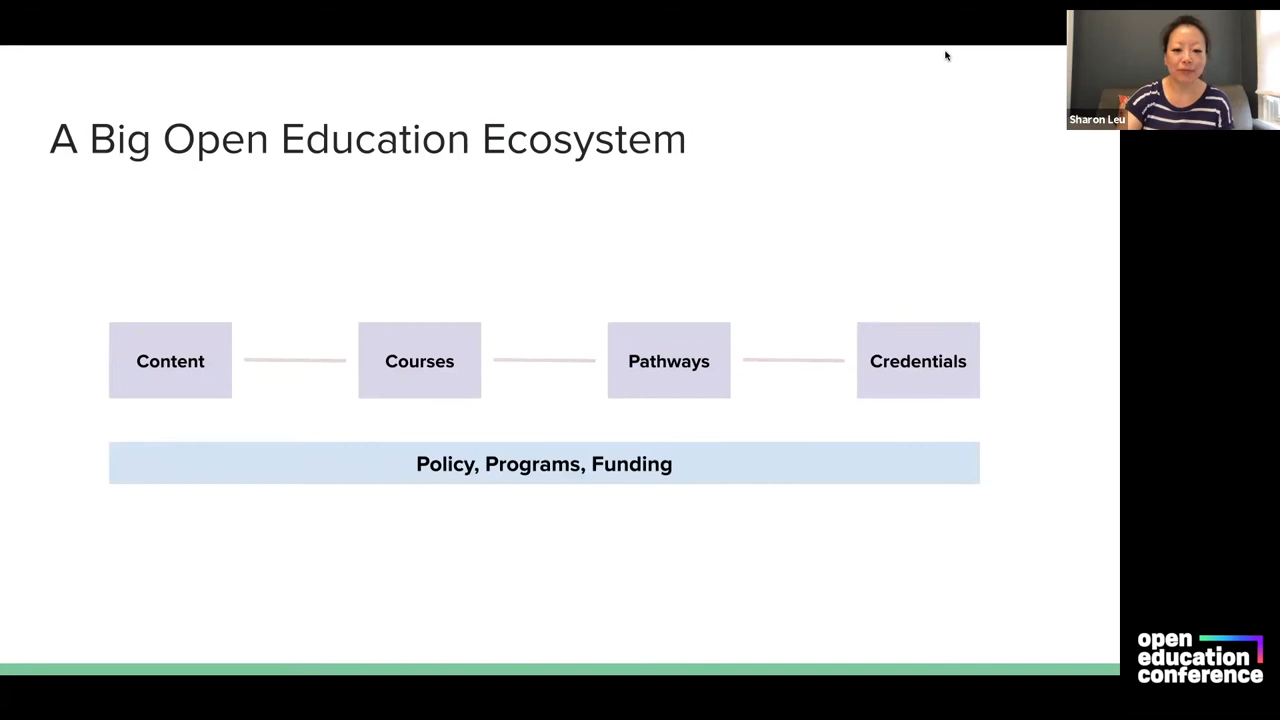 Sharon Leu
A Big Open Education Ecosystem
Content
Courses
Pathways
Credentials
Policy, Programs, Funding
open
education
conference